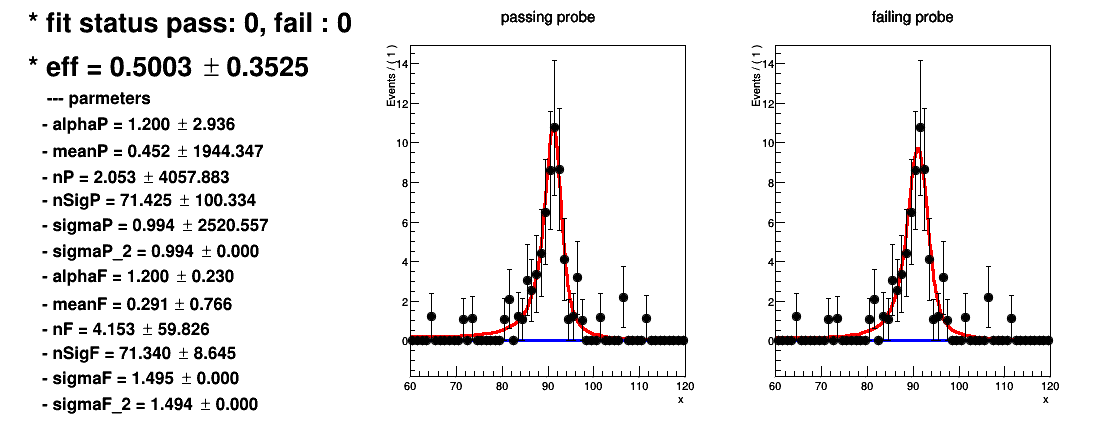 * fit status pass: 0, fail : 0
* eff = 0.5003 ± 0.3525
--- parmeters
- alphaP = 1.200 ± 2.936
- meanP = 0.452 ± 1944.347
- nP = 2.053 ± 4057.883
- nSigP = 71.425 ± 100.334
- sigmaP = 0.994 ± 2520.557
- sigmaP_2 = 0.994 ± 0.000
- alphaF = 1.200 ± 0.230
- meanF = 0.291 ± 0.766
- nF = 4.153 ± 59.826
- nSigF = 71.340 ± 8.645
- sigmaF = 1.495 ± 0.000
- sigmaF_2 = 1.494 ± 0.000
passing probe
Events / ( 1 )
14
12
10
8
6
4
2
0
60 70 80 90 100 110 120
x
failing probe
Events / ( 1 )
14
12
10
8
6
4
2
0
60 70 80 90 100 110 120
x